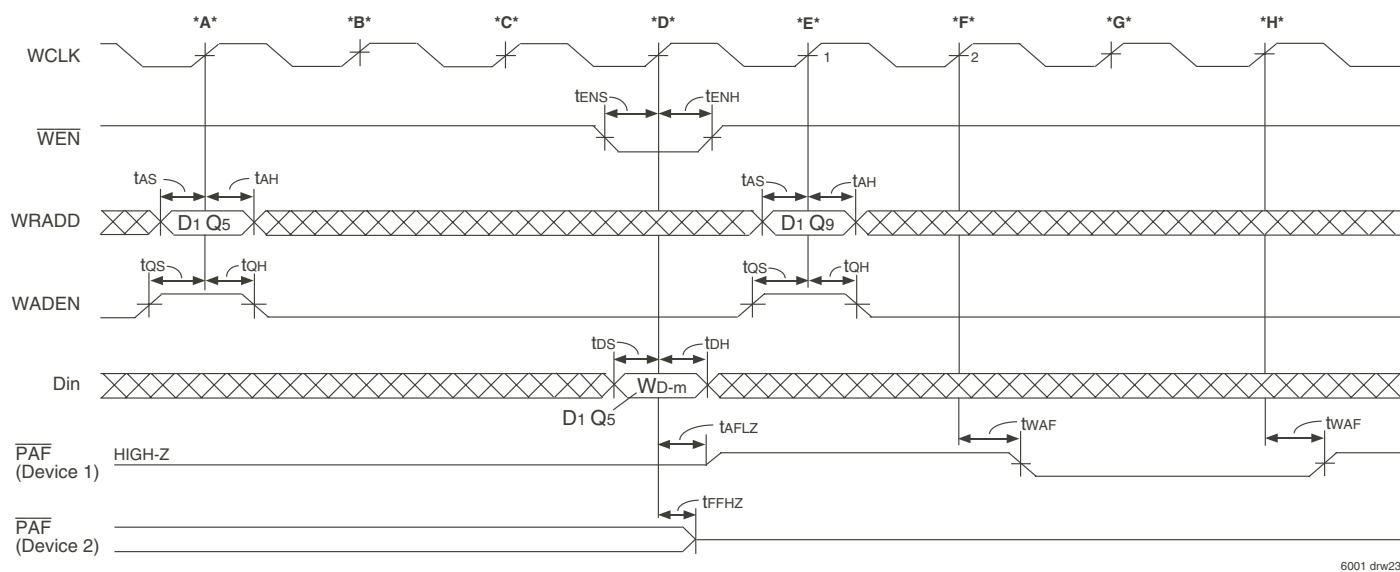 *A* *B* *C* *D* *E* *F* *G* *H*
WCLK 1 2
tENS tENH
WEN
tAS tAH tAS tAH
WRADD D1 Q5 D1 Q9
tQS tQH tQS tQH
WADEN
tDS tDH
Din WD-m
D1 Q5
tAFLZ tWAF tWAF
PAF HIGH-Z
(Device 1)
tFFHZ
PAF
(Device 2)
6001 drw23